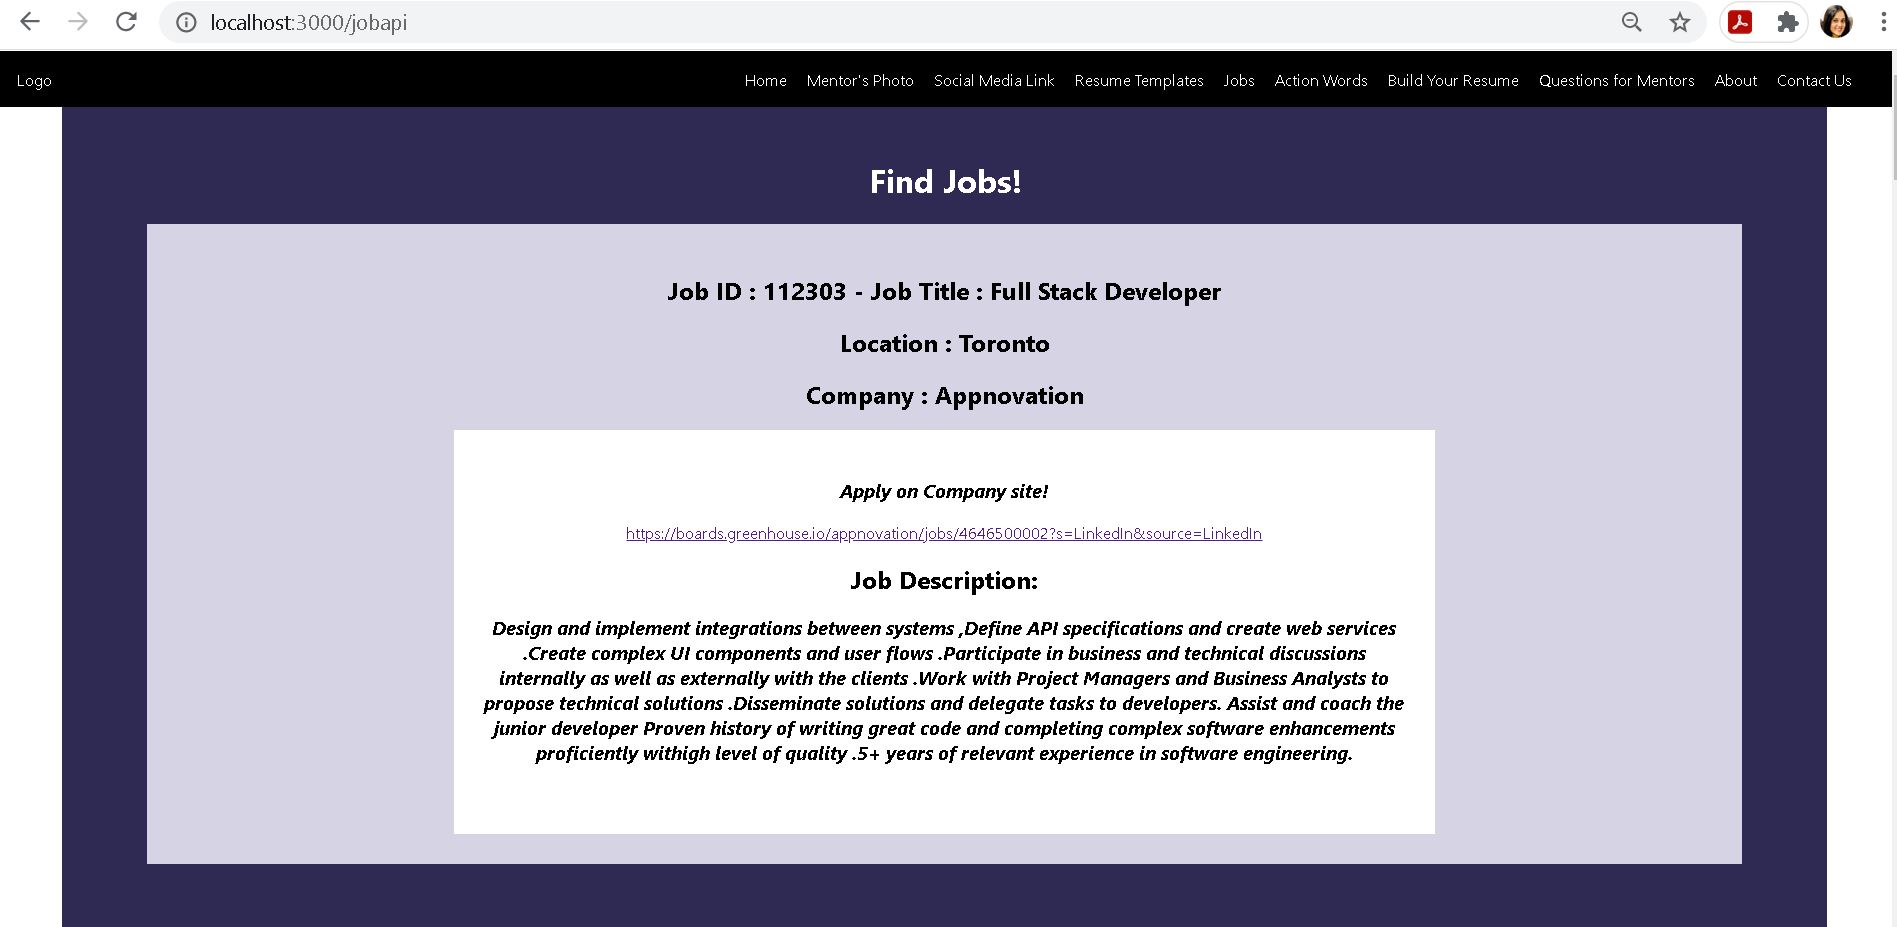 localhost:3000/jobapi
Logo Home Mentor's Photo Social Media Link Resume Templates Jobs Action Words Build Your Resume Questions for Mentors About Contact Us
Find Jobs!
Job ID : 112303 - Job Title : Full Stack Developer
Location : Toronto
Company : Appnovation
Apply on Company site!
https://boards.greenhouse.io/appnovation/jobs/4646500002?s=LinkedIn&source=LinkedIn
Job Description:
Design and implement integrations between systems ,Define API specifications and create web services
.Create complex UI components and user flows .Participate in business and technical discussions
internally as well as externally with the clients .Work with Project Managers and Business Analysts to
propose technical solutions .Disseminate solutions and delegate tasks to developers. Assist and coach the
junior developer Proven history of writing great code and completing complex software enhancements
proficiently withigh level of quality .5+ years of relevant experience in software engineering.